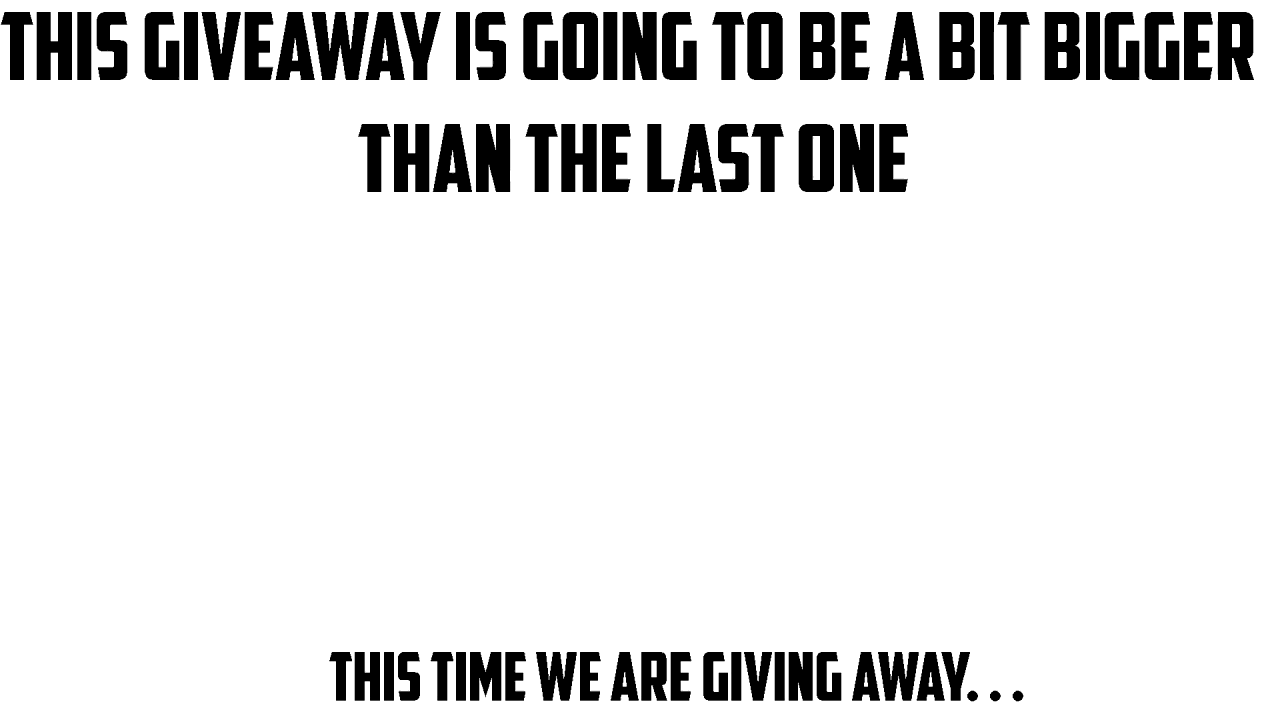 THIS GIVEAWAY IS GOING TO BE A BIT BIGGER
THAN THE LAST ONE
THIS TIME WE ARE GIVING AWAY...